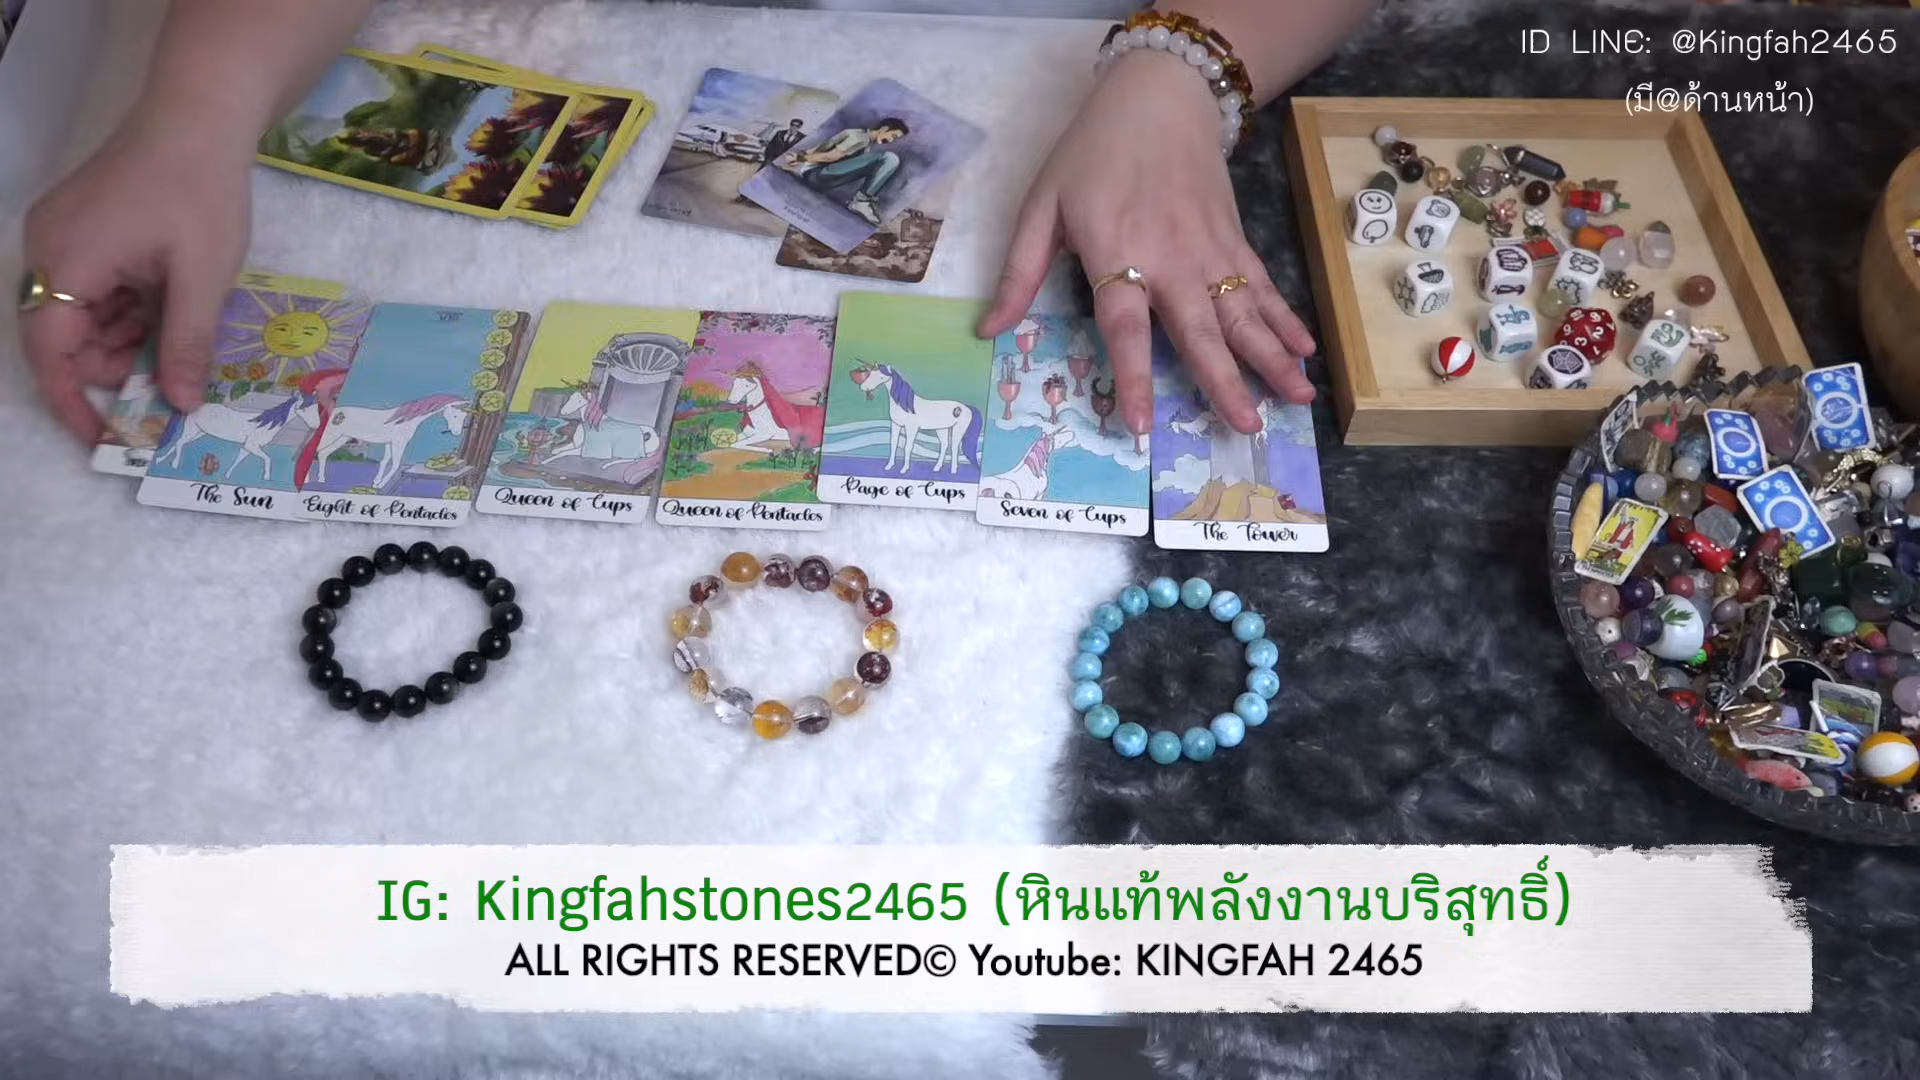 ID LINE: @Kingfah2465
(มี@ด้านหน้า)
VIII
The Sun
Eight of Pentacles
Queen of Cups
Queen of Pentacles
Page of Cups
Seven of Cups
The Tower
IG: Kingfahstones2465 (หินแท้พลังงานบริสุทธิ์)
ALL RIGHTS RESERVED© Youtube: KINGFAH 2465